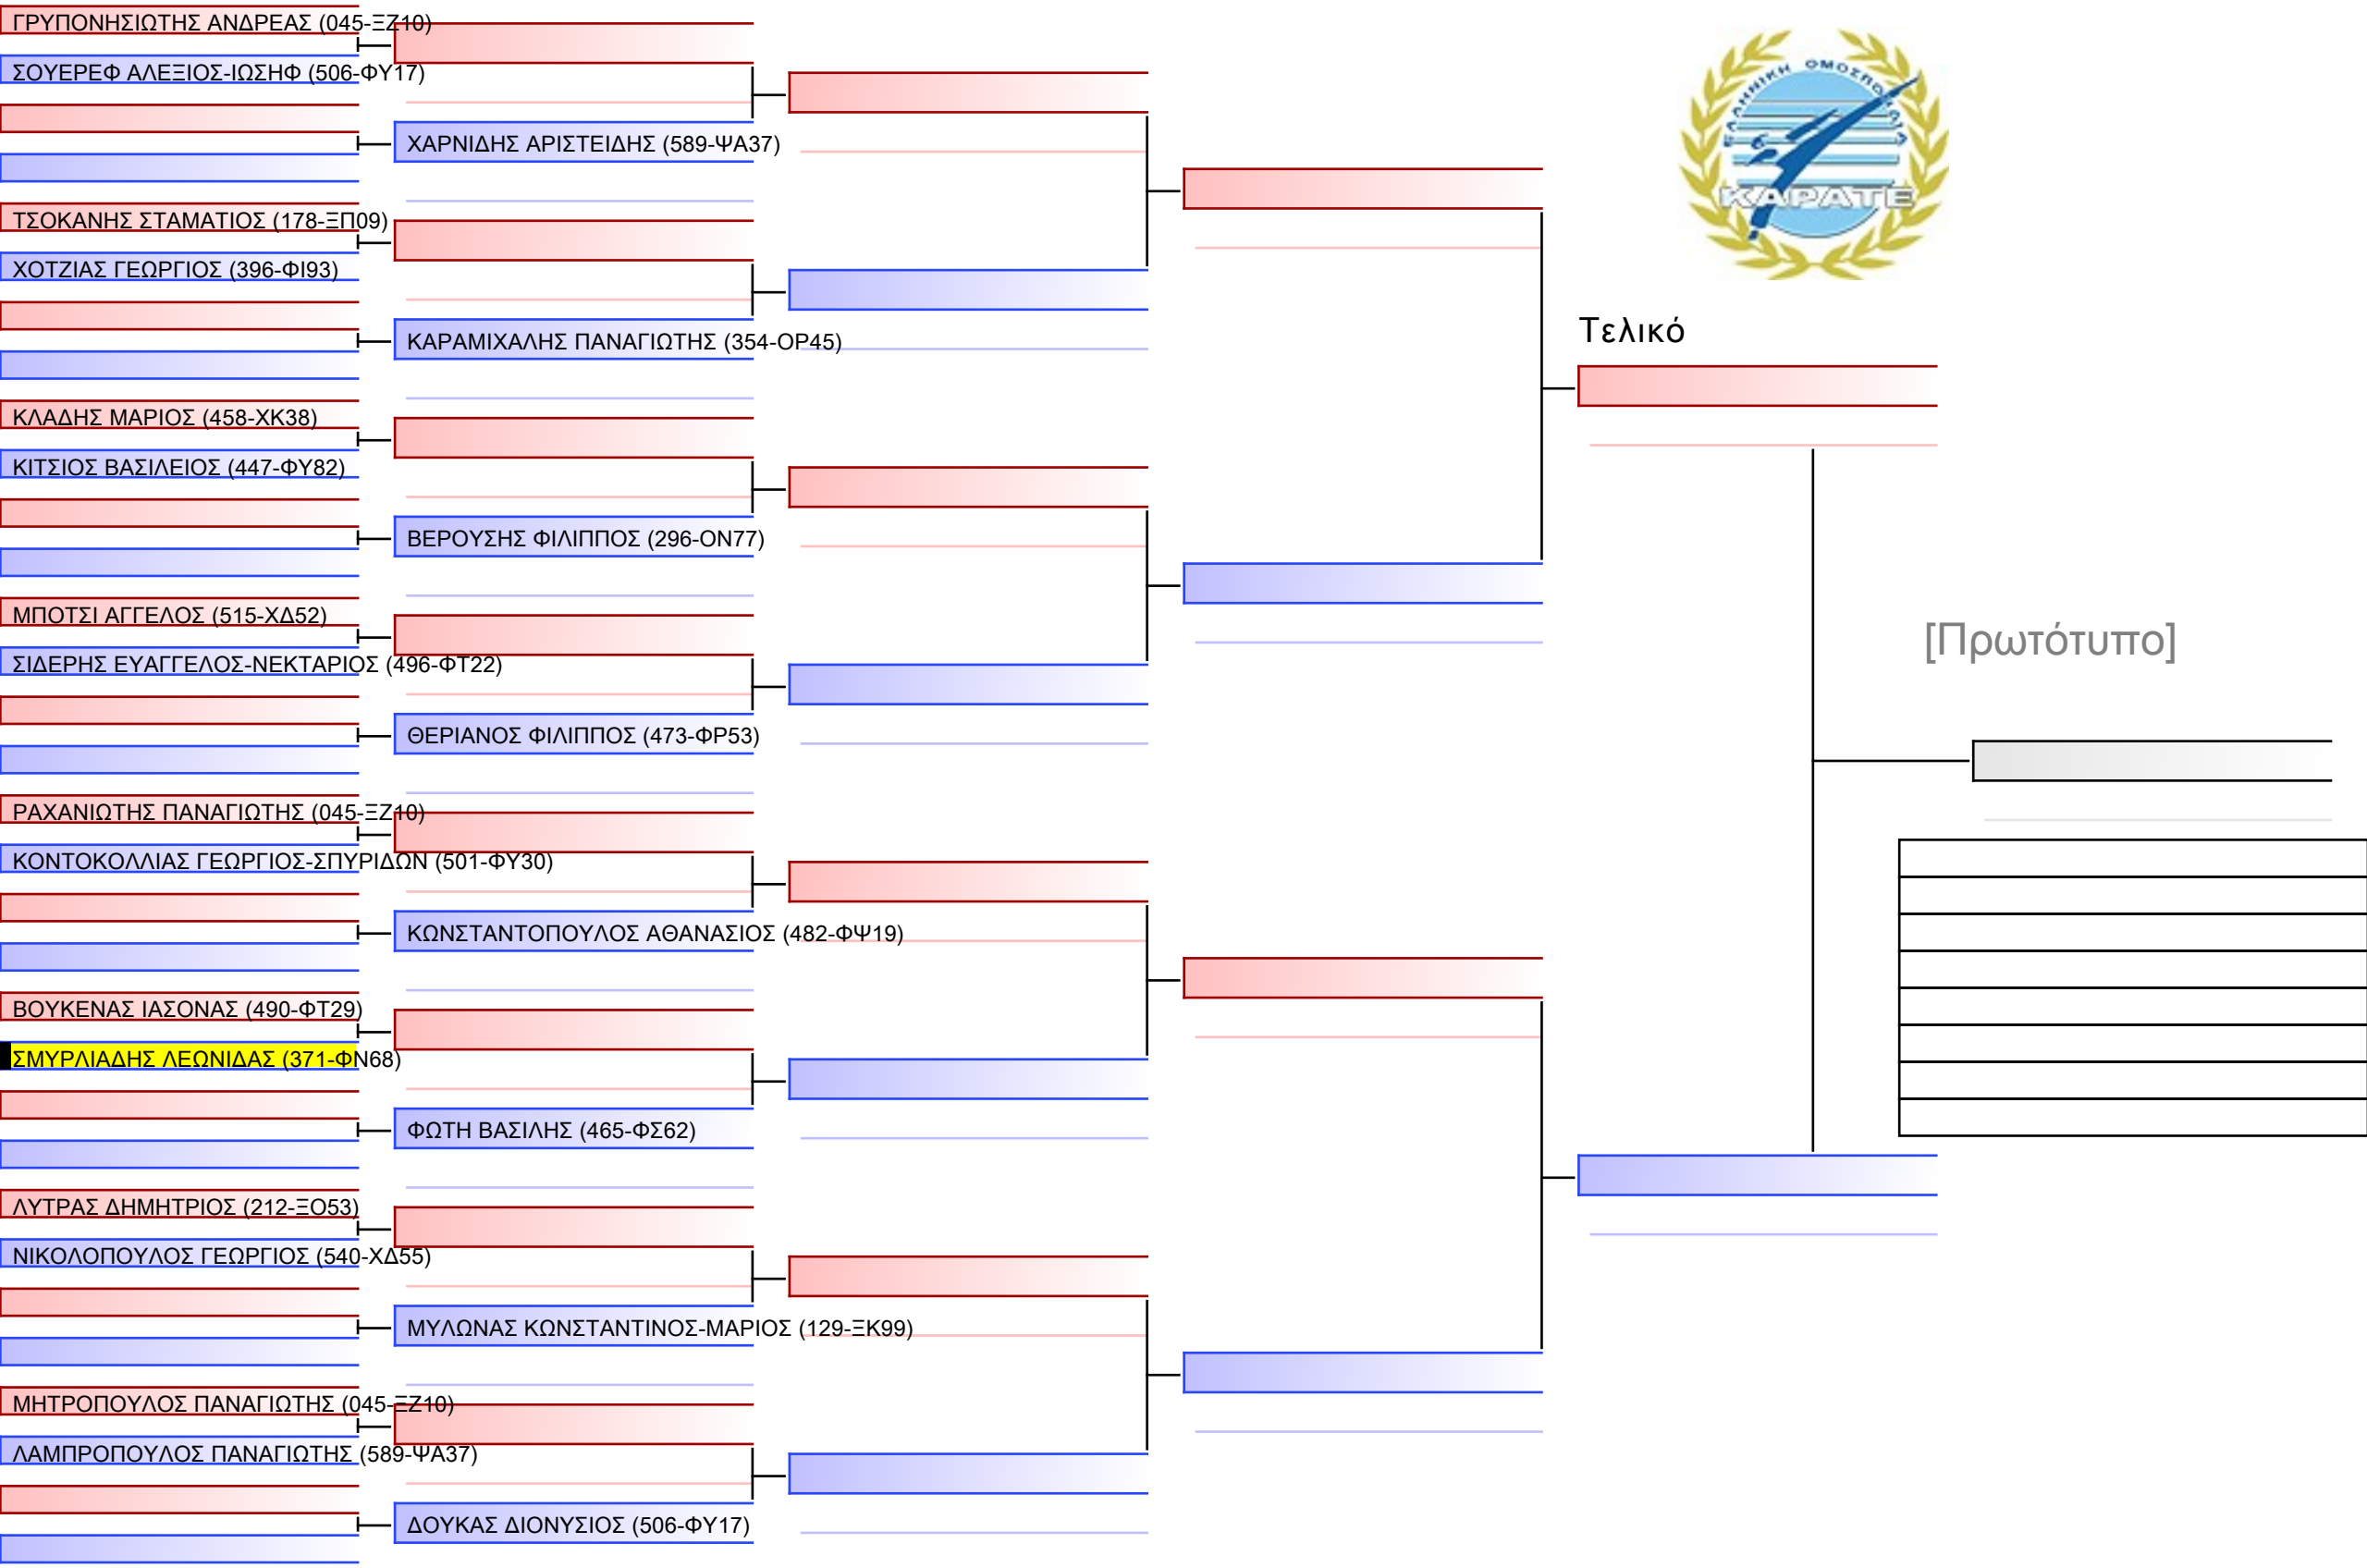 ΓΡΥΠΟΝΗΣΙΩΤΗΣ ΑΝΔΡΕΑΣ (045-ΞΖ10)
ΣΟΥΕΡΕΦ ΑΛΕΞΙΟΣ-ΙΩΣΗΦ (506-ΦΥ17)
ΧΑΡΝΙΔΗΣ ΑΡΙΣΤΕΙΔΗΣ (589-ΨΑ37)
ΤΣΟΚΑΝΗΣ ΣΤΑΜΑΤΙΟΣ (178-ΞΠ09)
ΧΟΤΖΙΑΣ ΓΕΩΡΓΙΟΣ (396-ΦΙ93)
ΚΑΡΑΜΙΧΑΛΗΣ ΠΑΝΑΓΙΩΤΗΣ (354-ΟΡ45)
ΚΛΑΔΗΣ ΜΑΡΙΟΣ (458-ΧΚ38)
ΚΙΤΣΙΟΣ ΒΑΣΙΛΕΙΟΣ (447-ΦΥ82)
ΒΕΡΟΥΣΗΣ ΦΙΛΙΠΠΟΣ (296-ΟΝ77)
ΜΠΟΤΣΙ ΑΓΓΕΛΟΣ (515-ΧΔ52)
ΣΙΔΕΡΗΣ ΕΥΑΓΓΕΛΟΣ-ΝΕΚΤΑΡΙΟΣ (496-ΦΤ22)
ΘΕΡΙΑΝΟΣ ΦΙΛΙΠΠΟΣ (473-ΦΡ53)
ΡΑΧΑΝΙΩΤΗΣ ΠΑΝΑΓΙΩΤΗΣ (045-ΞΖ10)
ΚΟΝΤΟΚΟΛΛΙΑΣ ΓΕΩΡΓΙΟΣ-ΣΠΥΡΙΔΩΝ (501-ΦΥ30)
ΚΩΝΣΤΑΝΤΟΠΟΥΛΟΣ ΑΘΑΝΑΣΙΟΣ (482-ΦΨ19)
ΒΟΥΚΕΝΑΣ ΙΑΣΟΝΑΣ (490-ΦΤ29)
ΣΜΥΡΛΙΑΔΗΣ ΛΕΩΝΙΔΑΣ (371-ΦΝ68)
ΦΩΤΗ ΒΑΣΙΛΗΣ (465-ΦΣ62)
ΛΥΤΡΑΣ ΔΗΜΗΤΡΙΟΣ (212-ΞΟ53)
ΝΙΚΟΛΟΠΟΥΛΟΣ ΓΕΩΡΓΙΟΣ (540-ΧΔ55)
ΜΥΛΩΝΑΣ ΚΩΝΣΤΑΝΤΙΝΟΣ-ΜΑΡΙΟΣ (129-ΞΚ99)
ΜΗΤΡΟΠΟΥΛΟΣ ΠΑΝΑΓΙΩΤΗΣ (045-ΞΖ10)
ΛΑΜΠΡΟΠΟΥΛΟΣ ΠΑΝΑΓΙΩΤΗΣ (589-ΨΑ37)
ΔΟΥΚΑΣ ΔΙΟΝΥΣΙΟΣ (506-ΦΥ17)
ΕΛΛΗΝΙΚΗ ΟΜΟΣΠΟΝΔΙΑ
ΚΑΡΑΤΕ
Τελικό
[Πρωτότυπο]